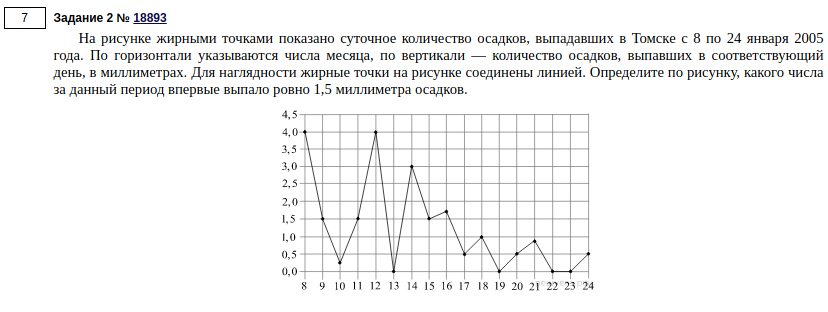 7
Задание 2 № 18893
На рисунке жирными точками показано суточное количество осадков, выпадавших в Томске с 8 по 24 января 2005
года. По горизонтали указываются числа месяца, по вертикали — количество осадков, выпавших в соответствующий
день, в миллиметрах. Для наглядности жирные точки на рисунке соединены линией. Определите по рисунку, какого числа
за данный период впервые выпало ровно 1,5 миллиметра осадков.
4,5
4,0
3,5
3,0
2,5
2,0
1,5
1,0
0,5
0,0
8 9 10 11 12 13 14 15 16 17 18 19 20 21 22 23 24